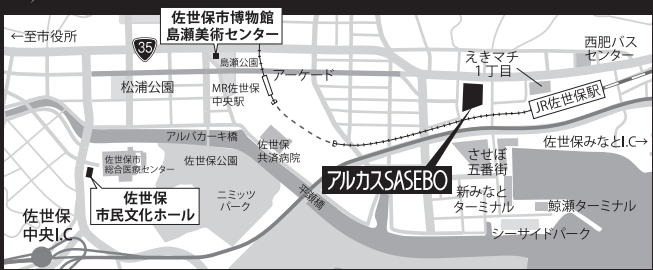 ←至市役所
35
佐世保市博物館
島瀬美術センター
島瀬公園
アーケード
えきマチ
1丁目
西肥バス
センター
松浦公園
MR佐世保
中央駅
JR佐世保駅
アルバカーキ橋
佐世保
共済病院
佐世保みなとI.C→
佐世保市
総合医療センター
佐世保公園
させぼ
五番街
アルカスSASEBO
佐世保
市民文化ホール
ニミッツ
パーク
平瀬橋
新みなと
ターミナル
鯨瀬ターミナル
佐世保
中央I.C
シーサイドパーク